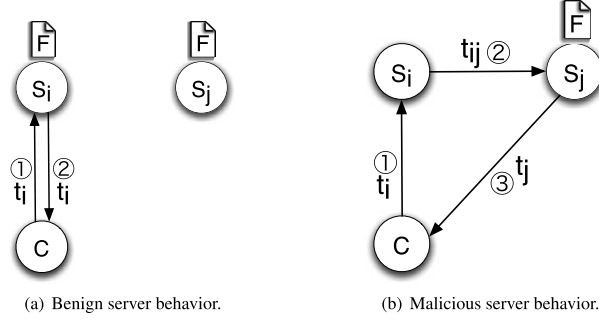 F
F
F
Sᵢ
Sⱼ
Sᵢ
tᵢⱼ ②
Sⱼ
①
tᵢ
②
tᵢ
①
tᵢ
③ tⱼ
C
C
(a) Benign server behavior.
(b) Malicious server behavior.